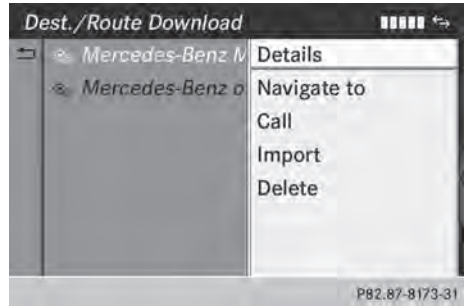 Dest./Route Download
Mercedes-Benz M
Mercedes-Benz o
Details
Navigate to
Call
Import
Delete
P82.87-8173-31